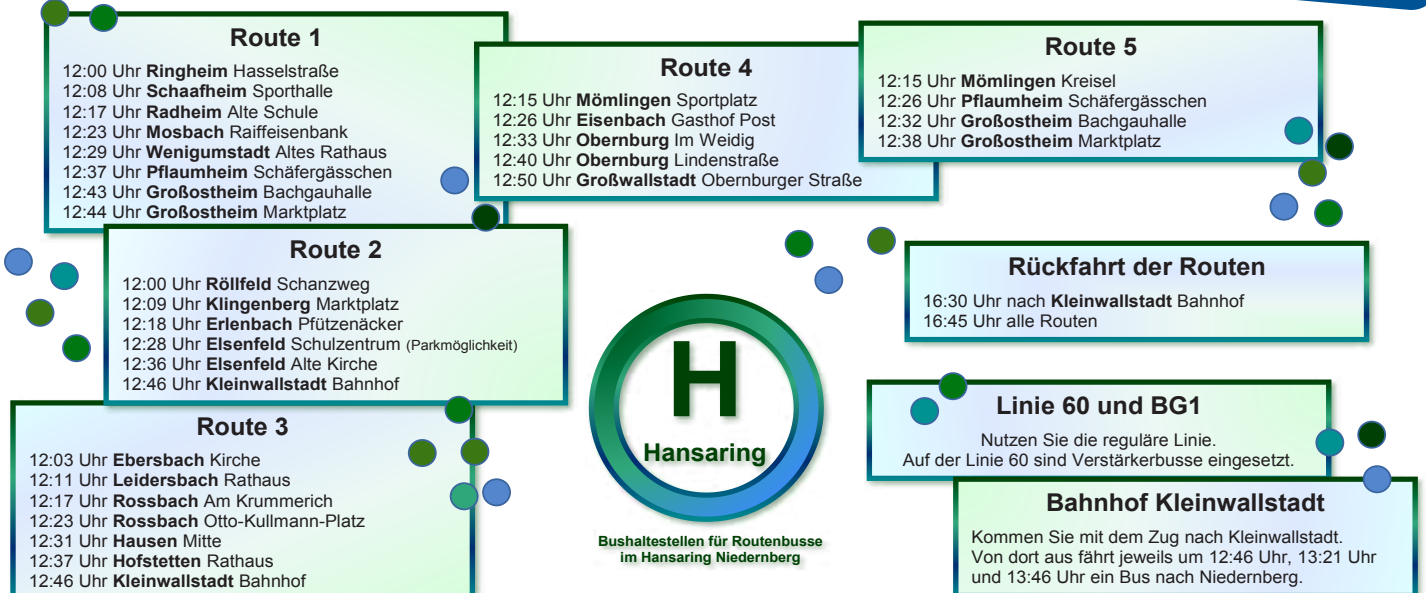 Route 1
12:00 Uhr Ringheim Hasselstraße
12:08 Uhr Schaafheim Sporthalle
12:17 Uhr Radheim Alte Schule
12:23 Uhr Mosbach Raiffeisenbank
12:29 Uhr Wenigumstadt Altes Rathaus
12:37 Uhr Pflaumheim Schäfergässchen
12:43 Uhr Großostheim Bachgauhalle
12:44 Uhr Großostheim Marktplatz
Route 2
12:00 Uhr Röllfeld Schanzweg
12:09 Uhr Klingenberg Marktplatz
12:18 Uhr Erlenbach Pfützenäcker
12:28 Uhr Elsenfeld Schulzentrum (Parkmöglichkeit)
12:36 Uhr Elsenfeld Alte Kirche
12:46 Uhr Kleinwallstadt Bahnhof
Route 3
12:03 Uhr Ebersbach Kirche
12:11 Uhr Leidersbach Rathaus
12:17 Uhr Rossbach Am Krummerich
12:23 Uhr Rossbach Otto-Kullmann-Platz
12:31 Uhr Hausen Mitte
12:37 Uhr Hofstetten Rathaus
12:46 Uhr Kleinwallstadt Bahnhof
Route 4
12:15 Uhr Mömlingen Sportplatz
12:26 Uhr Eisenbach Gasthof Post
12:33 Uhr Obernburg Im Weidig
12:40 Uhr Obernburg Lindenstraße
12:50 Uhr Großwallstadt Obernburger Straße
H
Hansaring
Bushaltestellen für Routenbusse
im Hansaring Niedernberg
Route 5
12:15 Uhr Mömlingen Kreisel
12:26 Uhr Pflaumheim Schäfergässchen
12:32 Uhr Großostheim Bachgauhalle
12:38 Uhr Großostheim Marktplatz
Rückfahrt der Routen
16:30 Uhr nach Kleinwallstadt Bahnhof
16:45 Uhr alle Routen
Linie 60 und BG1
Nutzen Sie die reguläre Linie.
Auf der Linie 60 sind Verstärkerbusse eingesetzt.
Bahnhof Kleinwallstadt
Kommen Sie mit dem Zug nach Kleinwallstadt.
Von dort aus fährt jeweils um 12:46 Uhr, 13:21 Uhr
und 13:46 Uhr ein Bus nach Niedernberg.